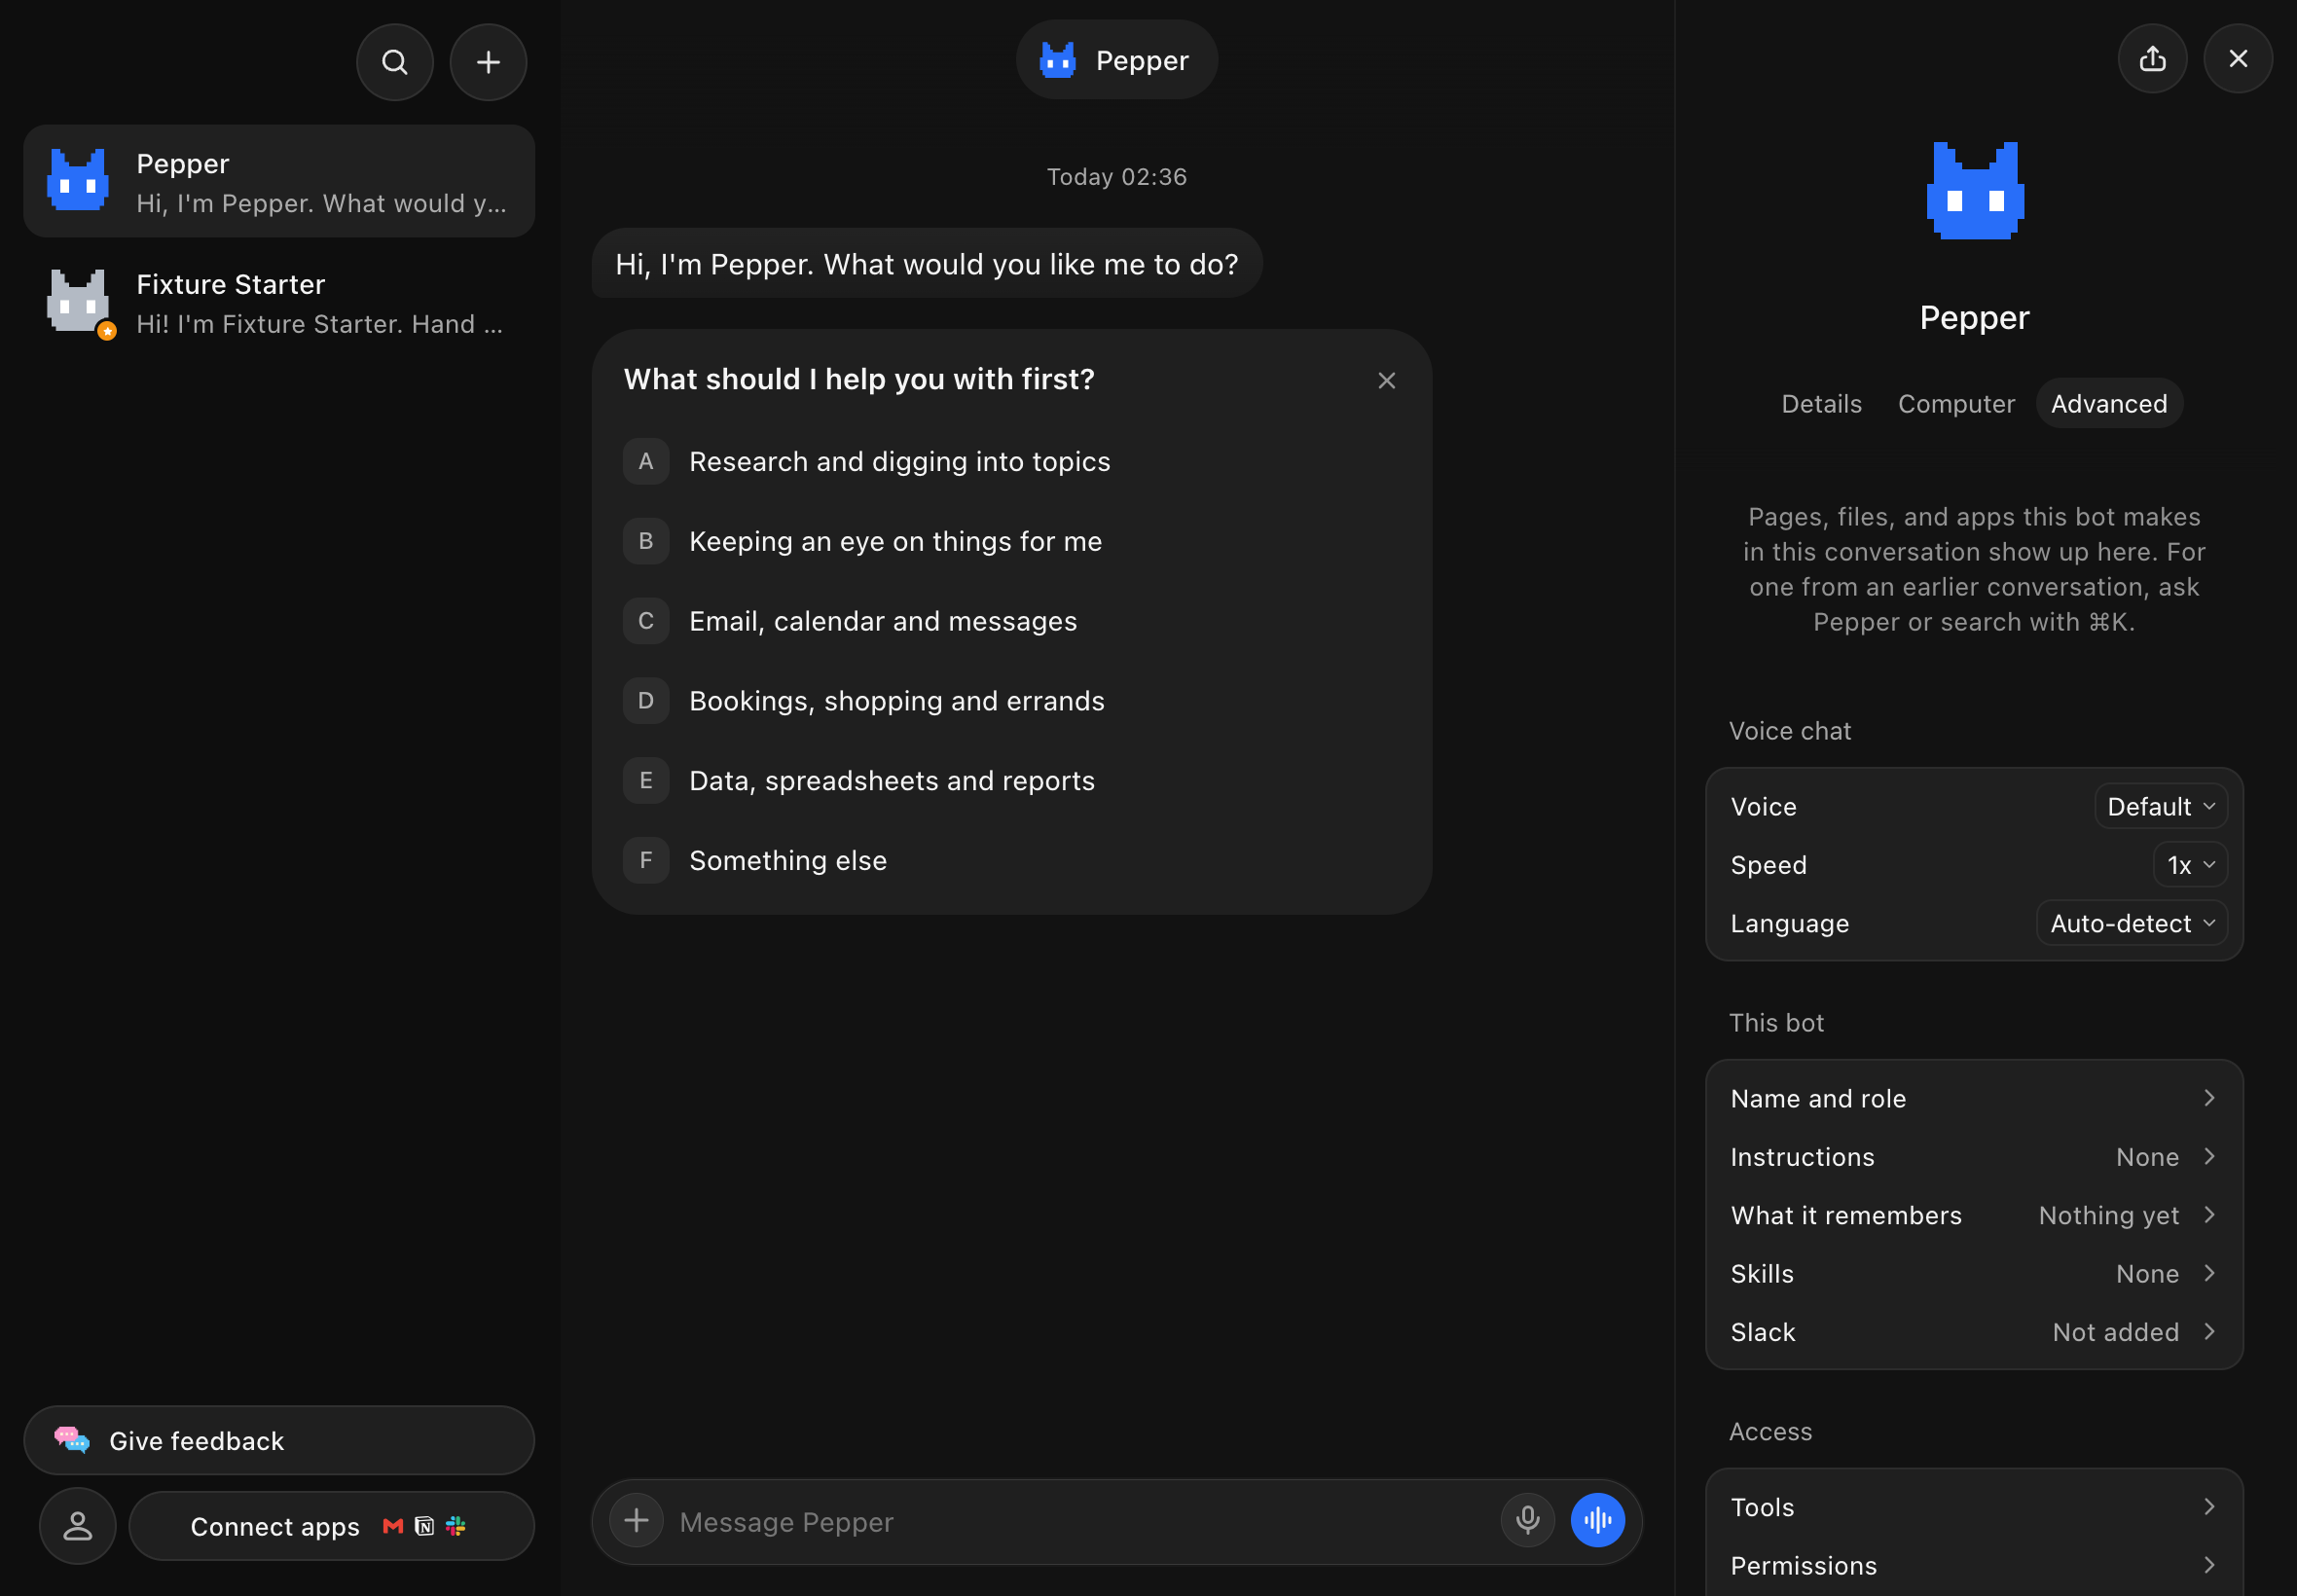 Pepper
Hi, I'm Pepper. What would y...
Fixture Starter
Hi! I'm Fixture Starter. Hand ...
Give feedback
Connect apps
Pepper
Today 02:36
Hi, I'm Pepper. What would you like me to do?
What should I help you with first?
A Research and digging into topics
B Keeping an eye on things for me
C Email, calendar and messages
D Bookings, shopping and errands
E Data, spreadsheets and reports
F Something else
Message Pepper
Pepper
Details Computer Advanced
Pages, files, and apps this bot makes
in this conversation show up here. For
one from an earlier conversation, ask
Pepper or search with ⌘K.
Voice chat
Voice Default
Speed 1x
Language Auto-detect
This bot
Name and role
Instructions None
What it remembers Nothing yet
Skills None
Slack Not added
Access
Tools
Permissions